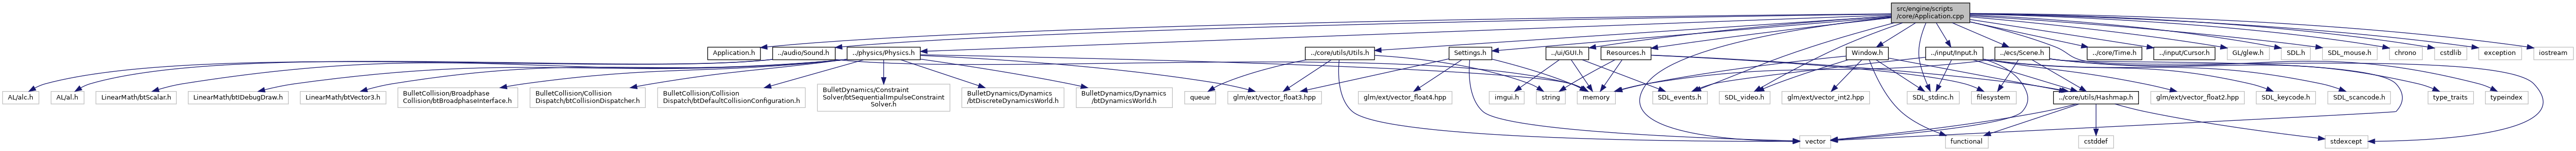 src/engine/scripts
/core/Application.cpp
Application.h
../audio/Sound.h
../physics/Physics.h
../core/utils/Utils.h
Settings.h
../ui/GUI.h
Resources.h
Window.h
../input/Input.h
../ecs/Scene.h
../core/Time.h
../input/Cursor.h
GL/glew.h
SDL.h
SDL_mouse.h
chrono
cstdlib
exception
iostream
AL/alc.h
AL/al.h
LinearMath/btScalar.h
LinearMath/btIDebugDraw.h
LinearMath/btVector3.h
BulletCollision/Broadphase
Collision/btBroadphaseInterface.h
BulletCollision/Collision
Dispatch/btCollisionDispatcher.h
BulletCollision/Collision
Dispatch/btDefaultCollisionConfiguration.h
BulletDynamics/Constraint
Solver/btSequentialImpulseConstraint
Solver.h
BulletDynamics/Dynamics
/btDiscreteDynamicsWorld.h
BulletDynamics/Dynamics
/btDynamicsWorld.h
queue
glm/ext/vector_float3.hpp
glm/ext/vector_float4.hpp
imgui.h
string
memory
SDL_events.h
SDL_video.h
glm/ext/vector_int2.hpp
SDL_stdinc.h
filesystem
../core/utils/Hashmap.h
glm/ext/vector_float2.hpp
SDL_keycode.h
SDL_scancode.h
type_traits
typeindex
vector
functional
cstddef
stdexcept